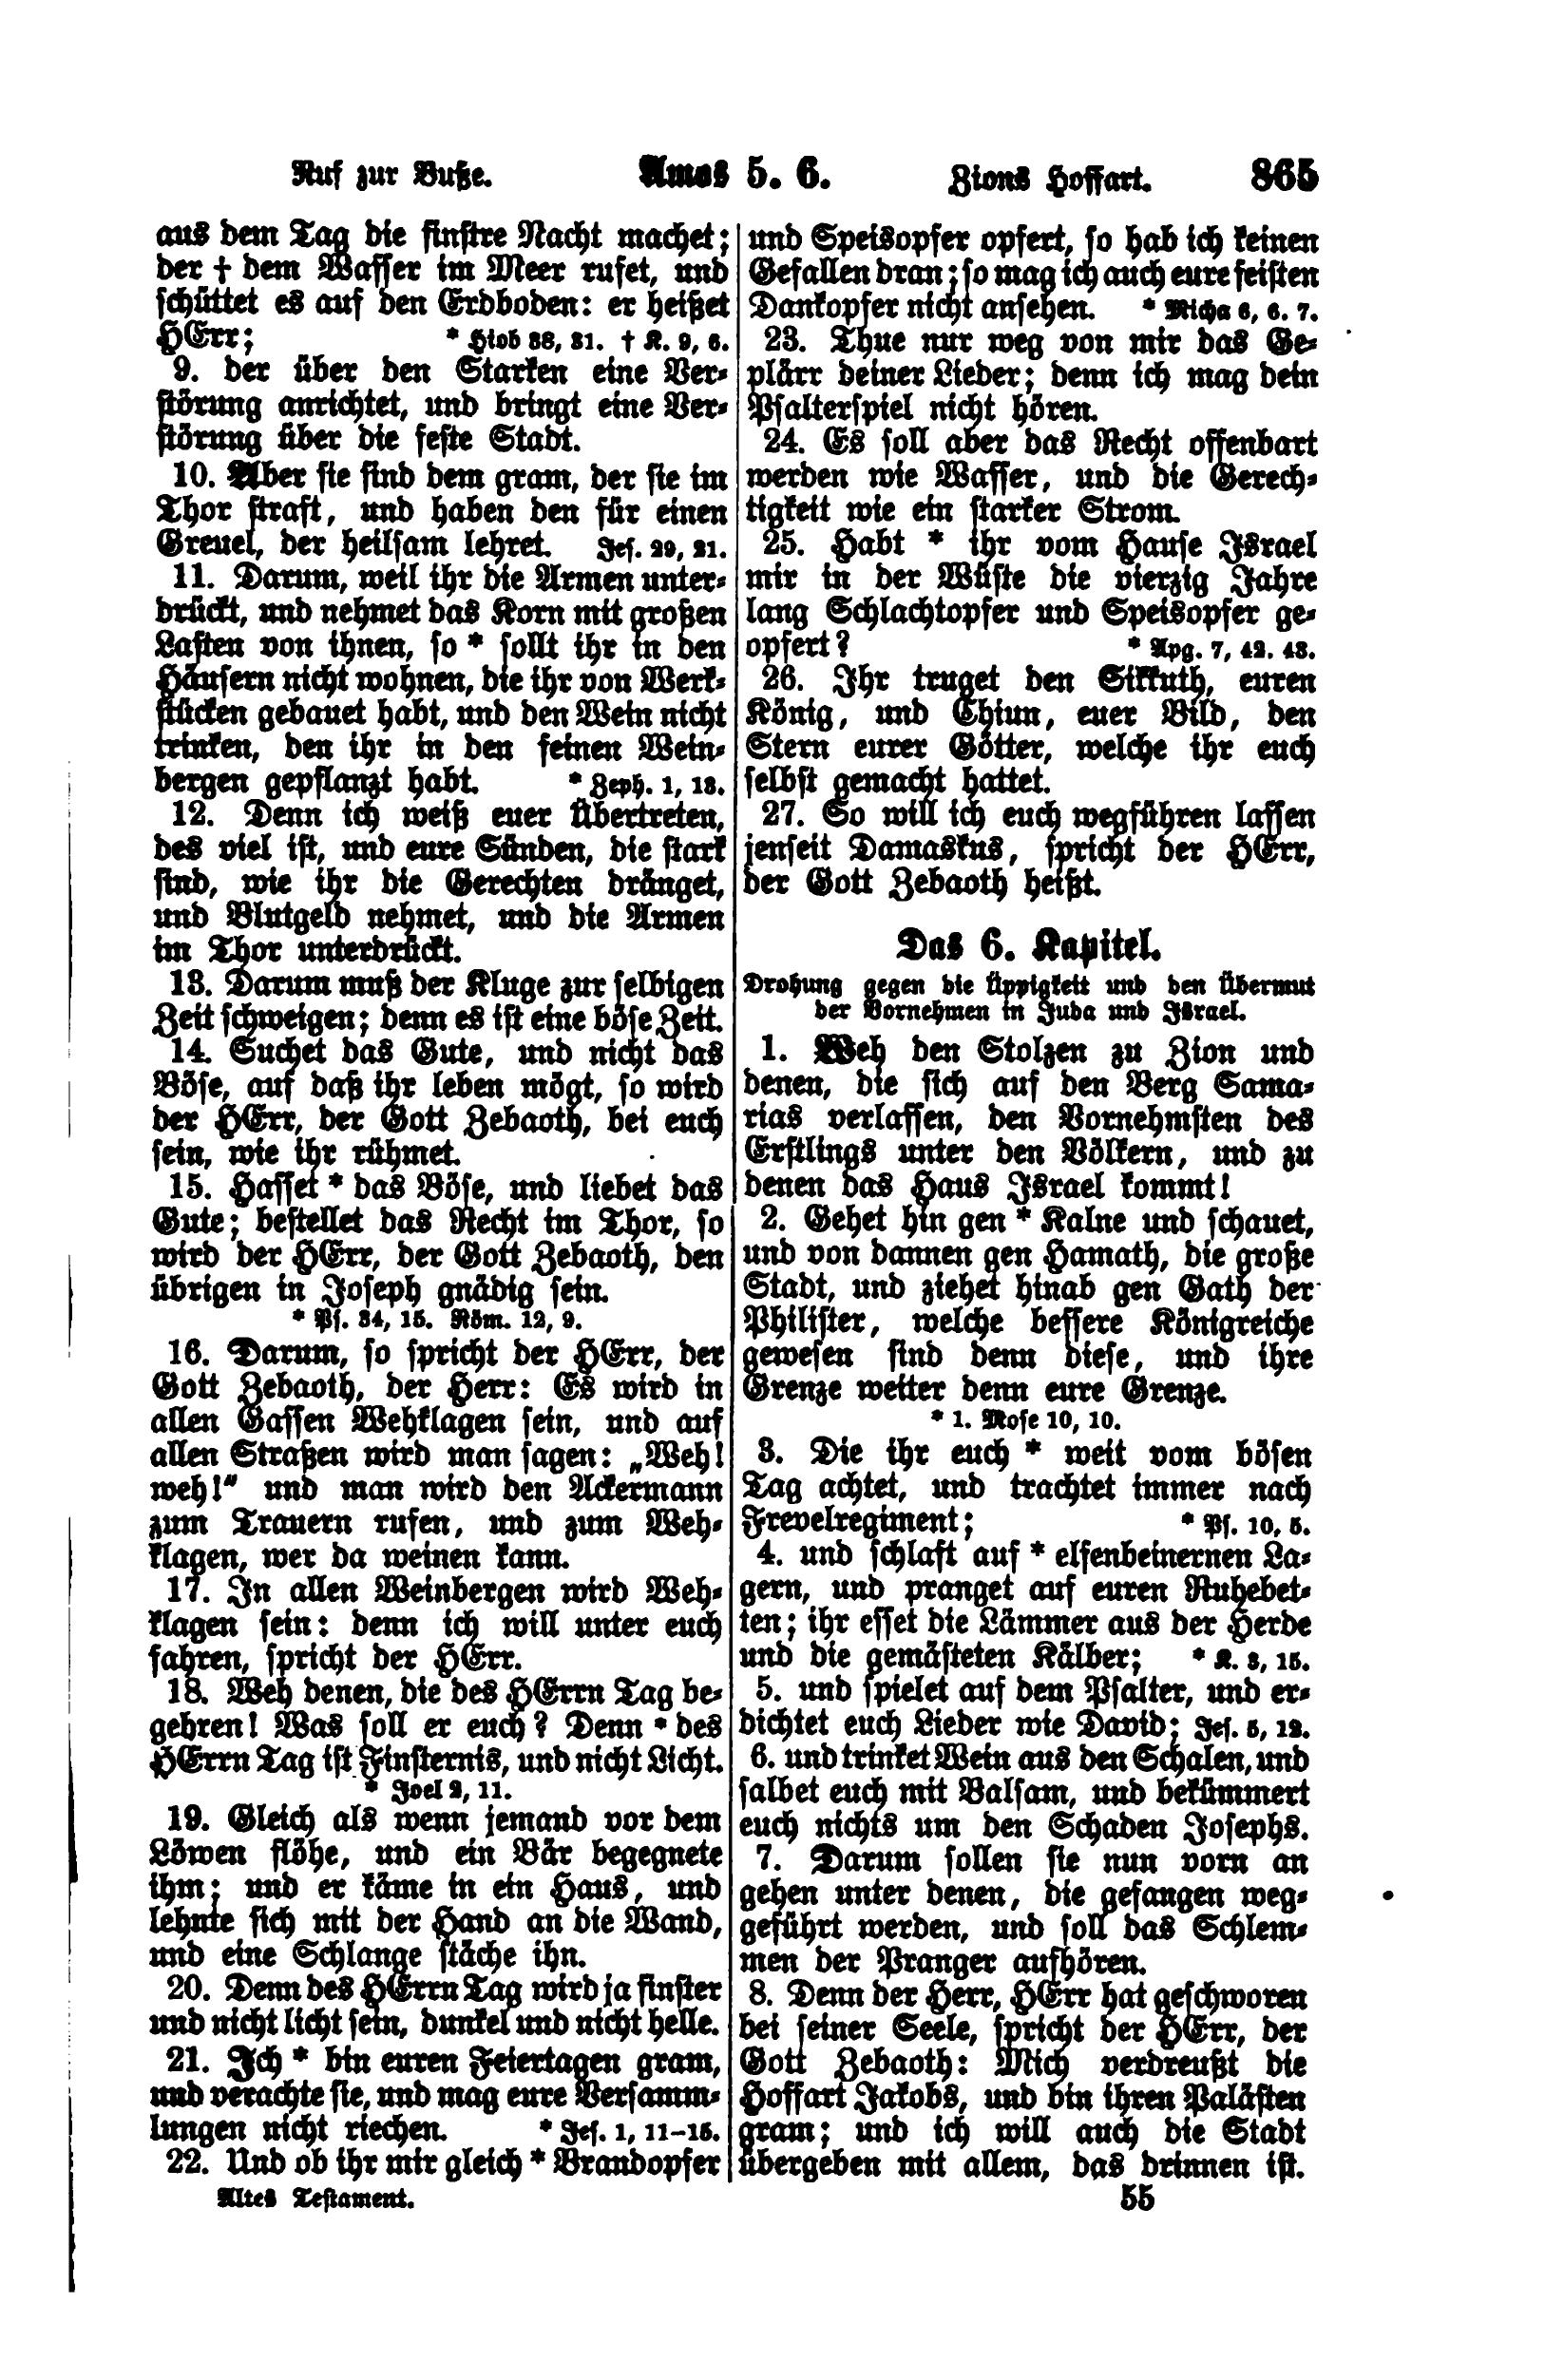 Ruf zur Buße. Amos 5. 6. Zions Hoffart. 865
aus dem Tag die finstre Nacht machet;
der † dem Wasser im Meer rufet, und
schüttet es auf den Erdboden: er heißet
HErr; * Hiob 38, 31. † K. 9, 6.
9. der über den Starken eine Ver-
störung anrichtet, und bringt eine Ver-
störung über die feste Stadt.
10. Aber sie sind dem gram, der sie im
Thor straft, und haben den für einen
Greuel, der heilsam lehret. Jes. 29, 21.
11. Darum, weil ihr die Armen unter-
drückt, und nehmet das Korn mit großen
Lasten von ihnen, so * sollt ihr in den
Häusern nicht wohnen, die ihr von Werk-
stücken gebauet habt, und den Wein nicht
trinken, den ihr in den feinen Wein-
bergen gepflanzt habt. * Zeph. 1, 13.
12. Denn ich weiß euer Übertreten,
des viel ist, und eure Sünden, die stark
sind, wie ihr die Gerechten dränget,
und Blutgeld nehmet, und die Armen
im Thor unterdrückt.
13. Darum muß der Kluge zur selbigen
Zeit schweigen; denn es ist eine böse Zeit.
14. Suchet das Gute, und nicht das
Böse, auf daß ihr leben mögt, so wird
der HErr, der Gott Zebaoth, bei euch
sein, wie ihr rühmet.
15. Hasset * das Böse, und liebet das
Gute; bestellet das Recht im Thor, so
wird der HErr, der Gott Zebaoth, den
übrigen in Joseph gnädig sein.
* Ps. 34, 15. Röm. 12, 9.
16. Darum, so spricht der HErr, der
Gott Zebaoth, der Herr: Es wird in
allen Gassen Wehklagen sein, und auf
allen Straßen wird man sagen: „Weh!
weh!“ und man wird den Ackermann
zum Trauern rufen, und zum Weh-
klagen, wer da weinen kann.
17. In allen Weinbergen wird Weh-
klagen sein: denn ich will unter euch
fahren, spricht der HErr.
18. Weh denen, die des HErrn Tag be-
gehren! Was soll er euch? Denn * des
HErrn Tag ist Finsternis, und nicht Licht.
* Joel 2, 11.
19. Gleich als wenn jemand vor dem
Löwen flöhe, und ein Bär begegnete
ihm; und er käme in ein Haus, und
lehnte sich mit der Hand an die Wand,
und eine Schlange stäche ihn.
20. Denn des HErrn Tag wird ja finster
und nicht licht sein, dunkel und nicht helle.
21. Ich * bin euren Feiertagen gram,
und verachte sie, und mag eure Versamm-
lungen nicht riechen. * Jes. 1, 11-15.
22. Und ob ihr mir gleich * Brandopfer
Altes Testament.
und Speisopfer opfert, so hab ich keinen
Gefallen dran; so mag ich auch eure feisten
Dankopfer nicht ansehen. * Micha 6, 6. 7.
23. Thue nur weg von mir das Ge-
plärr deiner Lieder; denn ich mag dein
Psalterspiel nicht hören.
24. Es soll aber das Recht offenbart
werden wie Wasser, und die Gerech-
tigkeit wie ein starker Strom.
25. Habt * ihr vom Hause Israel
mir in der Wüste die vierzig Jahre
lang Schlachtopfer und Speisopfer ge-
opfert? * Apg. 7, 42. 43.
26. Ihr truget den Sikkuth, euren
König, und Chiun, euer Bild, den
Stern eurer Götter, welche ihr euch
selbst gemacht hattet.
27. So will ich euch wegführen lassen
jenseit Damaskus, spricht der HErr,
der Gott Zebaoth heißt.
Das 6. Kapitel.
Drohung gegen die Üppigkeit und den Übermut
der Vornehmen in Juda und Israel.
1. Weh den Stolzen zu Zion und
denen, die sich auf den Berg Sama-
rias verlassen, den Vornehmsten des
Erstlings unter den Völkern, und zu
denen das Haus Israel kommt!
2. Gehet hin gen * Kalne und schauet,
und von dannen gen Hamath, die große
Stadt, und ziehet hinab gen Gath der
Philister, welche bessere Königreiche
gewesen sind denn diese, und ihre
Grenze weiter denn eure Grenze.
* 1. Mose 10, 10.
3. Die ihr euch * weit vom bösen
Tag achtet, und trachtet immer nach
Frevelregiment; * Ps. 10, 5.
4. und schlaft auf * elfenbeinernen La-
gern, und pranget auf euren Ruhebet-
ten; ihr esset die Lämmer aus der Herde
und die gemästeten Kälber; * K. 3, 15.
5. und spielet auf dem Psalter, und er-
dichtet euch Lieder wie David; Jes. 5, 12.
6. und trinket Wein aus den Schalen, und
salbet euch mit Balsam, und bekümmert
euch nichts um den Schaden Josephs.
7. Darum sollen sie nun vorn an
gehen unter denen, die gefangen weg-
geführt werden, und soll das Schlem-
men der Pranger aufhören.
8. Denn der Herr, HErr hat geschworen
bei seiner Seele, spricht der HErr, der
Gott Zebaoth: Mich verdreußt die
Hoffart Jakobs, und bin ihren Palästen
gram; und ich will auch die Stadt
übergeben mit allem, das drinnen ist.
55